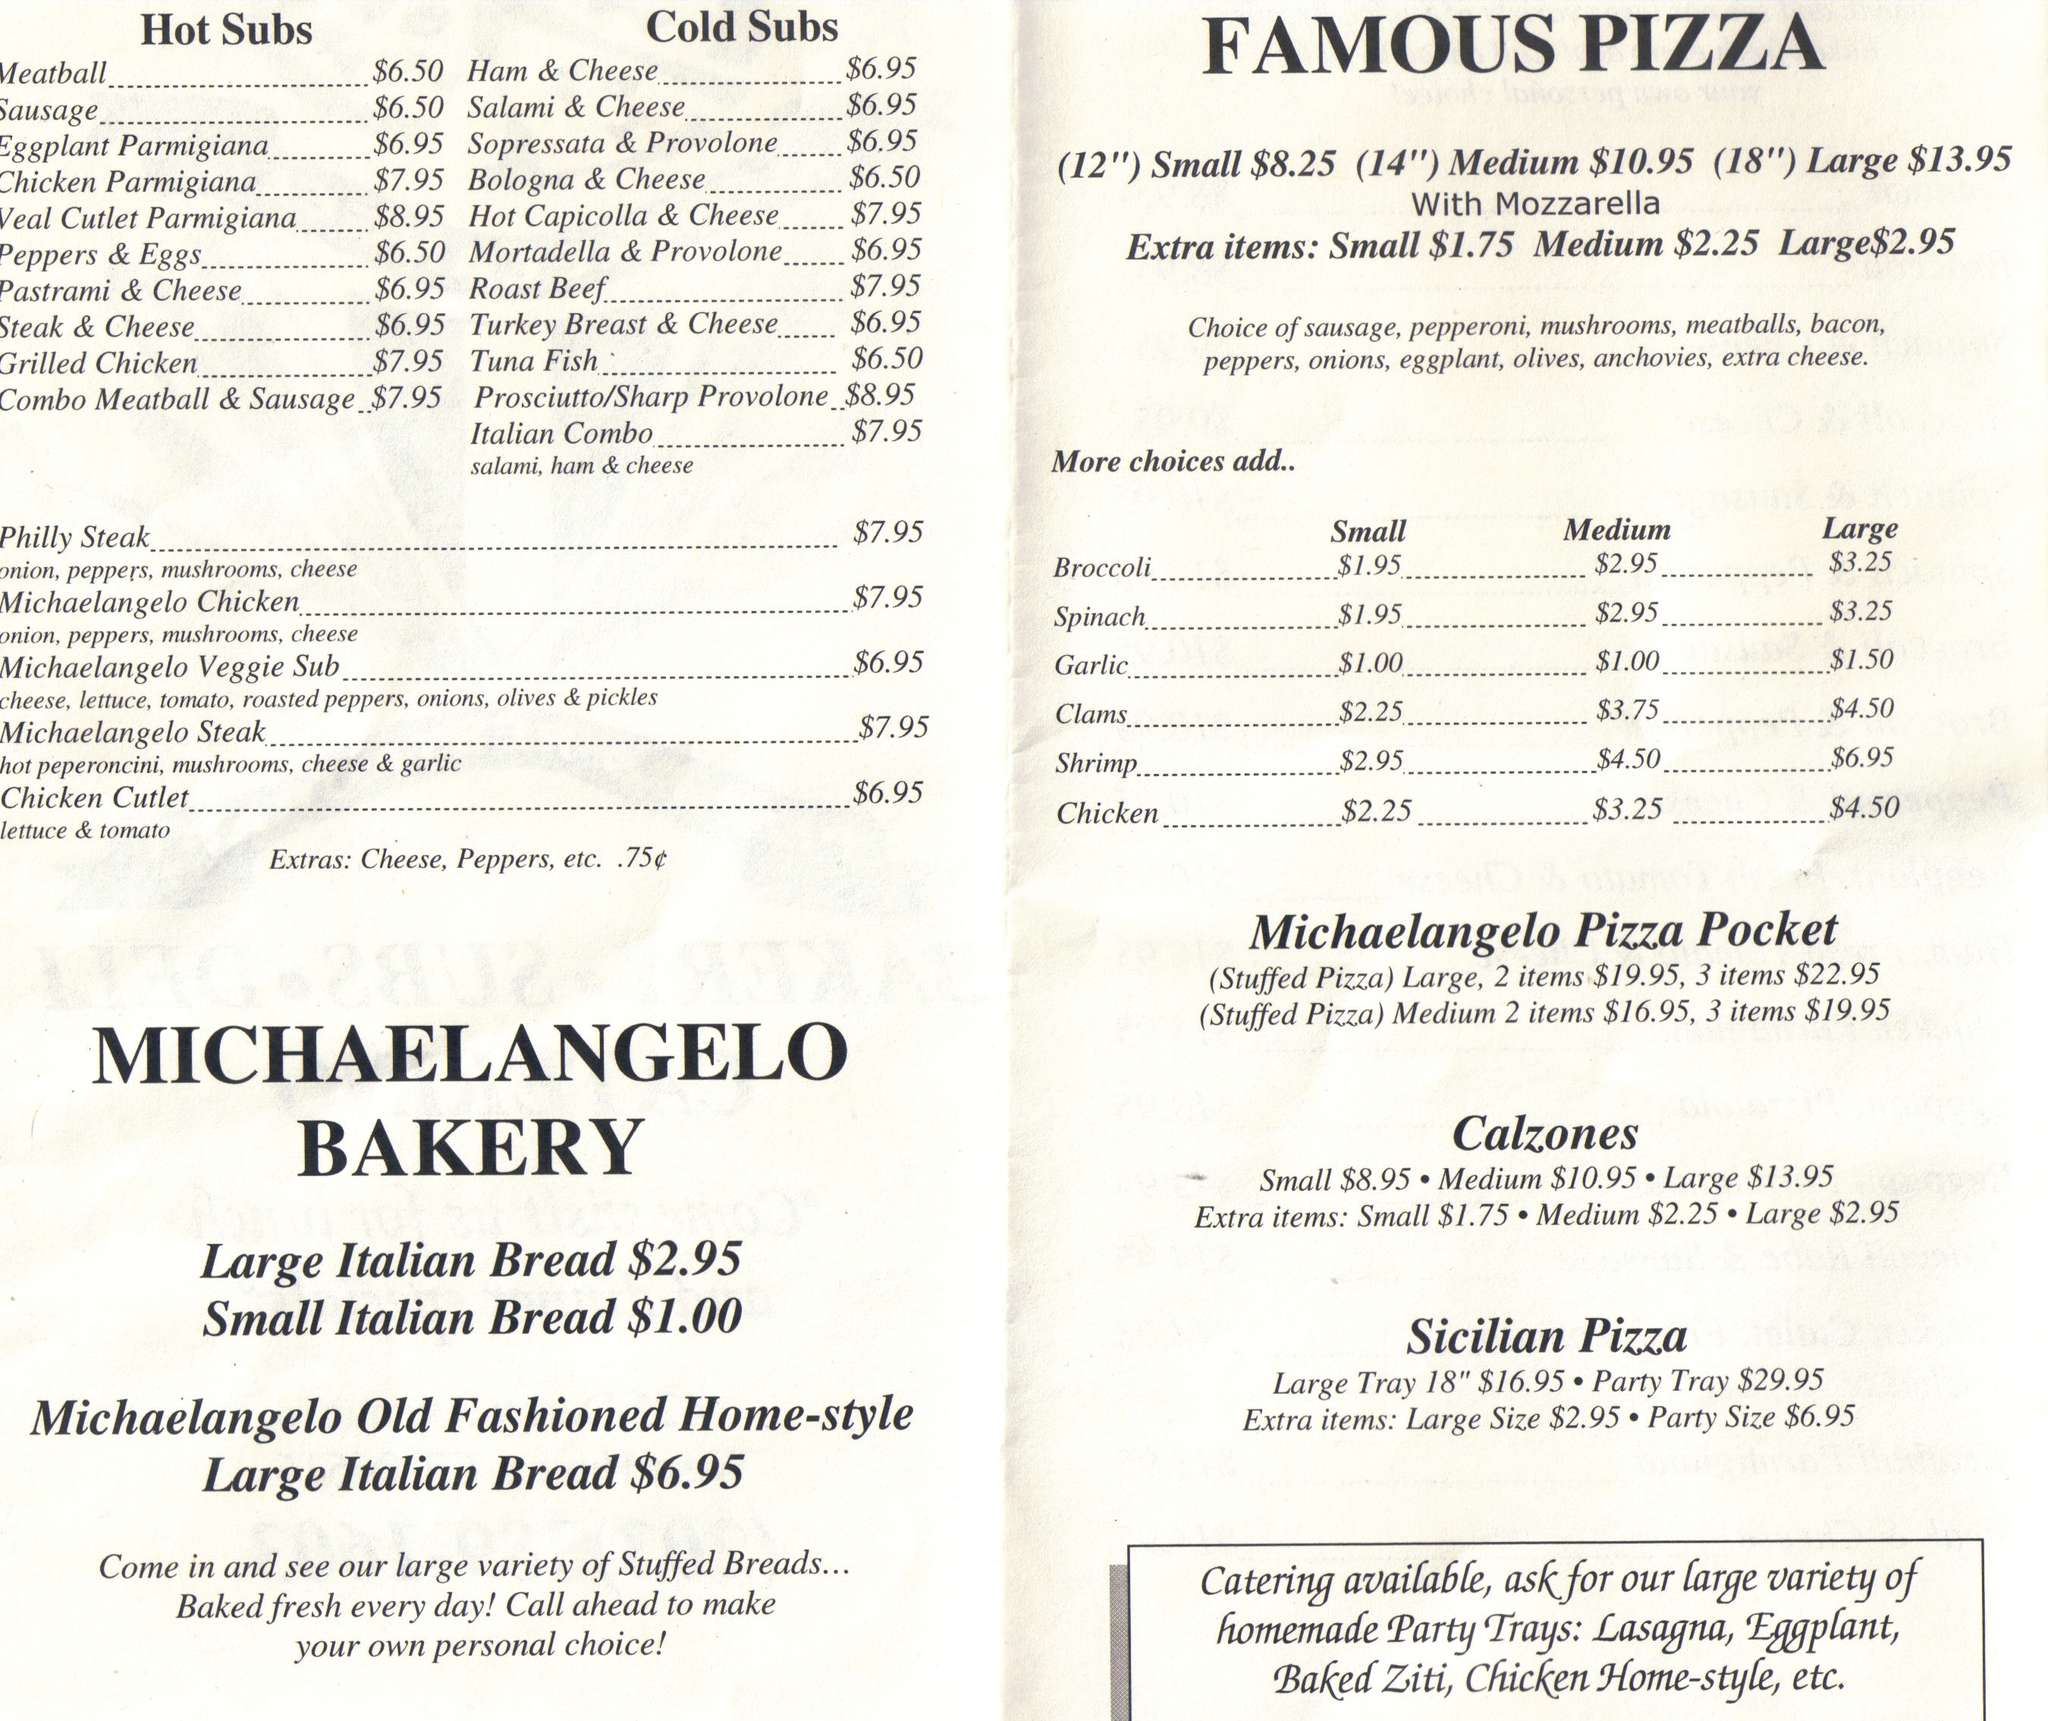 Hot Subs
Meatball $6.50
Sausage $6.50
Eggplant Parmigiana $6.95
Chicken Parmigiana $7.95
Veal Cutlet Parmigiana $8.95
Peppers & Eggs $6.50
Pastrami & Cheese $6.95
Steak & Cheese $6.95
Grilled Chicken $7.95
Combo Meatball & Sausage $7.95
Cold Subs
Ham & Cheese $6.95
Salami & Cheese $6.95
Sopressata & Provolone $6.95
Bologna & Cheese $6.50
Hot Capicolla & Cheese $7.95
Mortadella & Provolone $6.95
Roast Beef $7.95
Turkey Breast & Cheese $6.95
Tuna Fish $6.50
Prosciutto/Sharp Provolone $8.95
Italian Combo $7.95
salami, ham & cheese
Philly Steak $7.95
onion, peppers, mushrooms, cheese
Michaelangelo Chicken $7.95
onion, peppers, mushrooms, cheese
Michaelangelo Veggie Sub $6.95
cheese, lettuce, tomato, roasted peppers, onions, olives & pickles
Michaelangelo Steak $7.95
hot peperoncini, mushrooms, cheese & garlic
Chicken Cutlet $6.95
lettuce & tomato
Extras: Cheese, Peppers, etc. .75¢
MICHAELANGELO
BAKERY
Large Italian Bread $2.95
Small Italian Bread $1.00
Michaelangelo Old Fashioned Home-style
Large Italian Bread $6.95
Come in and see our large variety of Stuffed Breads...
Baked fresh every day! Call ahead to make
your own personal choice!
FAMOUS PIZZA
(12") Small $8.25 (14") Medium $10.95 (18") Large $13.95
With Mozzarella
Extra items: Small $1.75 Medium $2.25 Large$2.95
Choice of sausage, pepperoni, mushrooms, meatballs, bacon,
peppers, onions, eggplant, olives, anchovies, extra cheese.
More choices add..
Small Medium Large
Broccoli $1.95 $2.95 $3.25
Spinach $1.95 $2.95 $3.25
Garlic $1.00 $1.00 $1.50
Clams $2.25 $3.75 $4.50
Shrimp $2.95 $4.50 $6.95
Chicken $2.25 $3.25 $4.50
Michaelangelo Pizza Pocket
(Stuffed Pizza) Large, 2 items $19.95, 3 items $22.95
(Stuffed Pizza) Medium 2 items $16.95, 3 items $19.95
Calzones
Small $8.95 • Medium $10.95 • Large $13.95
Extra items: Small $1.75 • Medium $2.25 • Large $2.95
Sicilian Pizza
Large Tray 18" $16.95 • Party Tray $29.95
Extra items: Large Size $2.95 • Party Size $6.95
Catering available, ask for our large variety of
homemade Party Trays: Lasagna, Eggplant,
Baked Ziti, Chicken Home-style, etc.